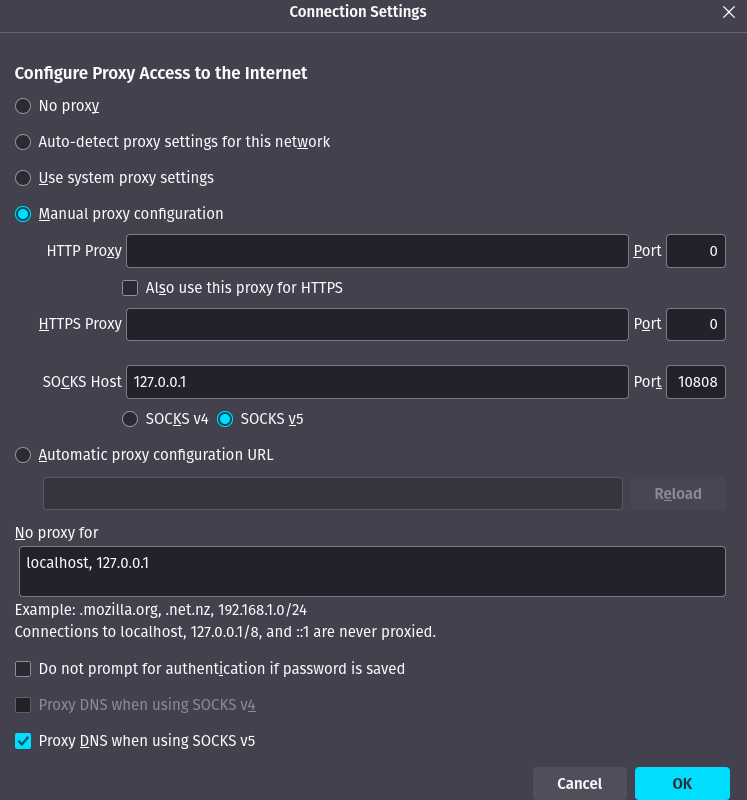 Connection Settings
Configure Proxy Access to the Internet
No proxy
Auto-detect proxy settings for this network
Use system proxy settings
Manual proxy configuration
HTTP Proxy Port 0
Also use this proxy for HTTPS
HTTPS Proxy Port 0
SOCKS Host 127.0.0.1 Port 10808
SOCKS v4 SOCKS v5
Automatic proxy configuration URL
Reload
No proxy for
localhost, 127.0.0.1
Example: .mozilla.org, .net.nz, 192.168.1.0/24
Connections to localhost, 127.0.0.1/8, and ::1 are never proxied.
Do not prompt for authentication if password is saved
Proxy DNS when using SOCKS v4
Proxy DNS when using SOCKS v5
Cancel OK